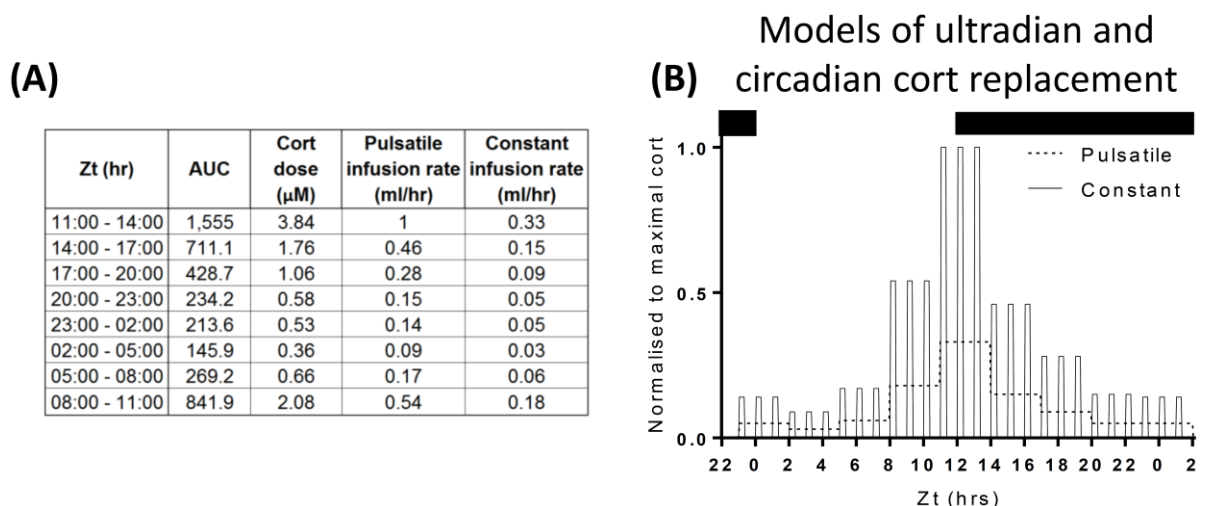 (A)
Zt (hr) AUC Cort dose (µM) Pulsatile infusion rate (ml/hr) Constant infusion rate (ml/hr)
11:00 - 14:00 1,555 3.84 1 0.33
14:00 - 17:00 711.1 1.76 0.46 0.15
17:00 - 20:00 428.7 1.06 0.28 0.09
20:00 - 23:00 234.2 0.58 0.15 0.05
23:00 - 02:00 213.6 0.53 0.14 0.05
02:00 - 05:00 145.9 0.36 0.09 0.03
05:00 - 08:00 269.2 0.66 0.17 0.06
08:00 - 11:00 841.9 2.08 0.54 0.18
Models of ultradian and
(B) circadian cort replacement
Normalised to maximal cort
1.0
0.5
0.0
Pulsatile
Constant
22 0 2 4 6 8 10 12 14 16 18 20 22 0 2
Zt (hrs)